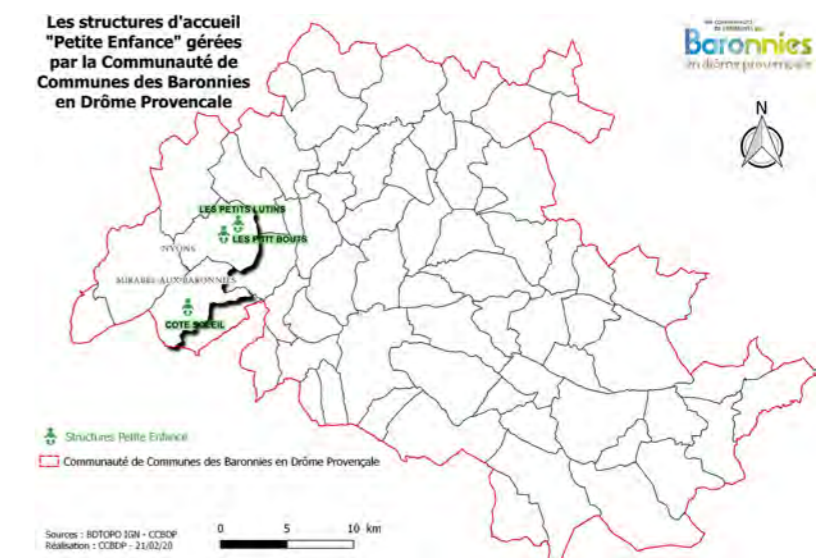 Les structures d'accueil
"Petite Enfance" gérées
par la Communauté de
Communes des Baronnies
en Drôme Provencale
Baronnies
en drôme provençale
N
LES PETITS LUTINS
LES PTIT BOUTS
NYONS
MIRABEL-AUX-BARONNIES
COTE SOLEIL
Structures Petite Enfance
Communauté de Communes des Baronnies en Drôme Provençale
Sources : BDTOPO IGN - CCBDP
Réalisation : CCBDP - 21/02/20
0 5 10 km